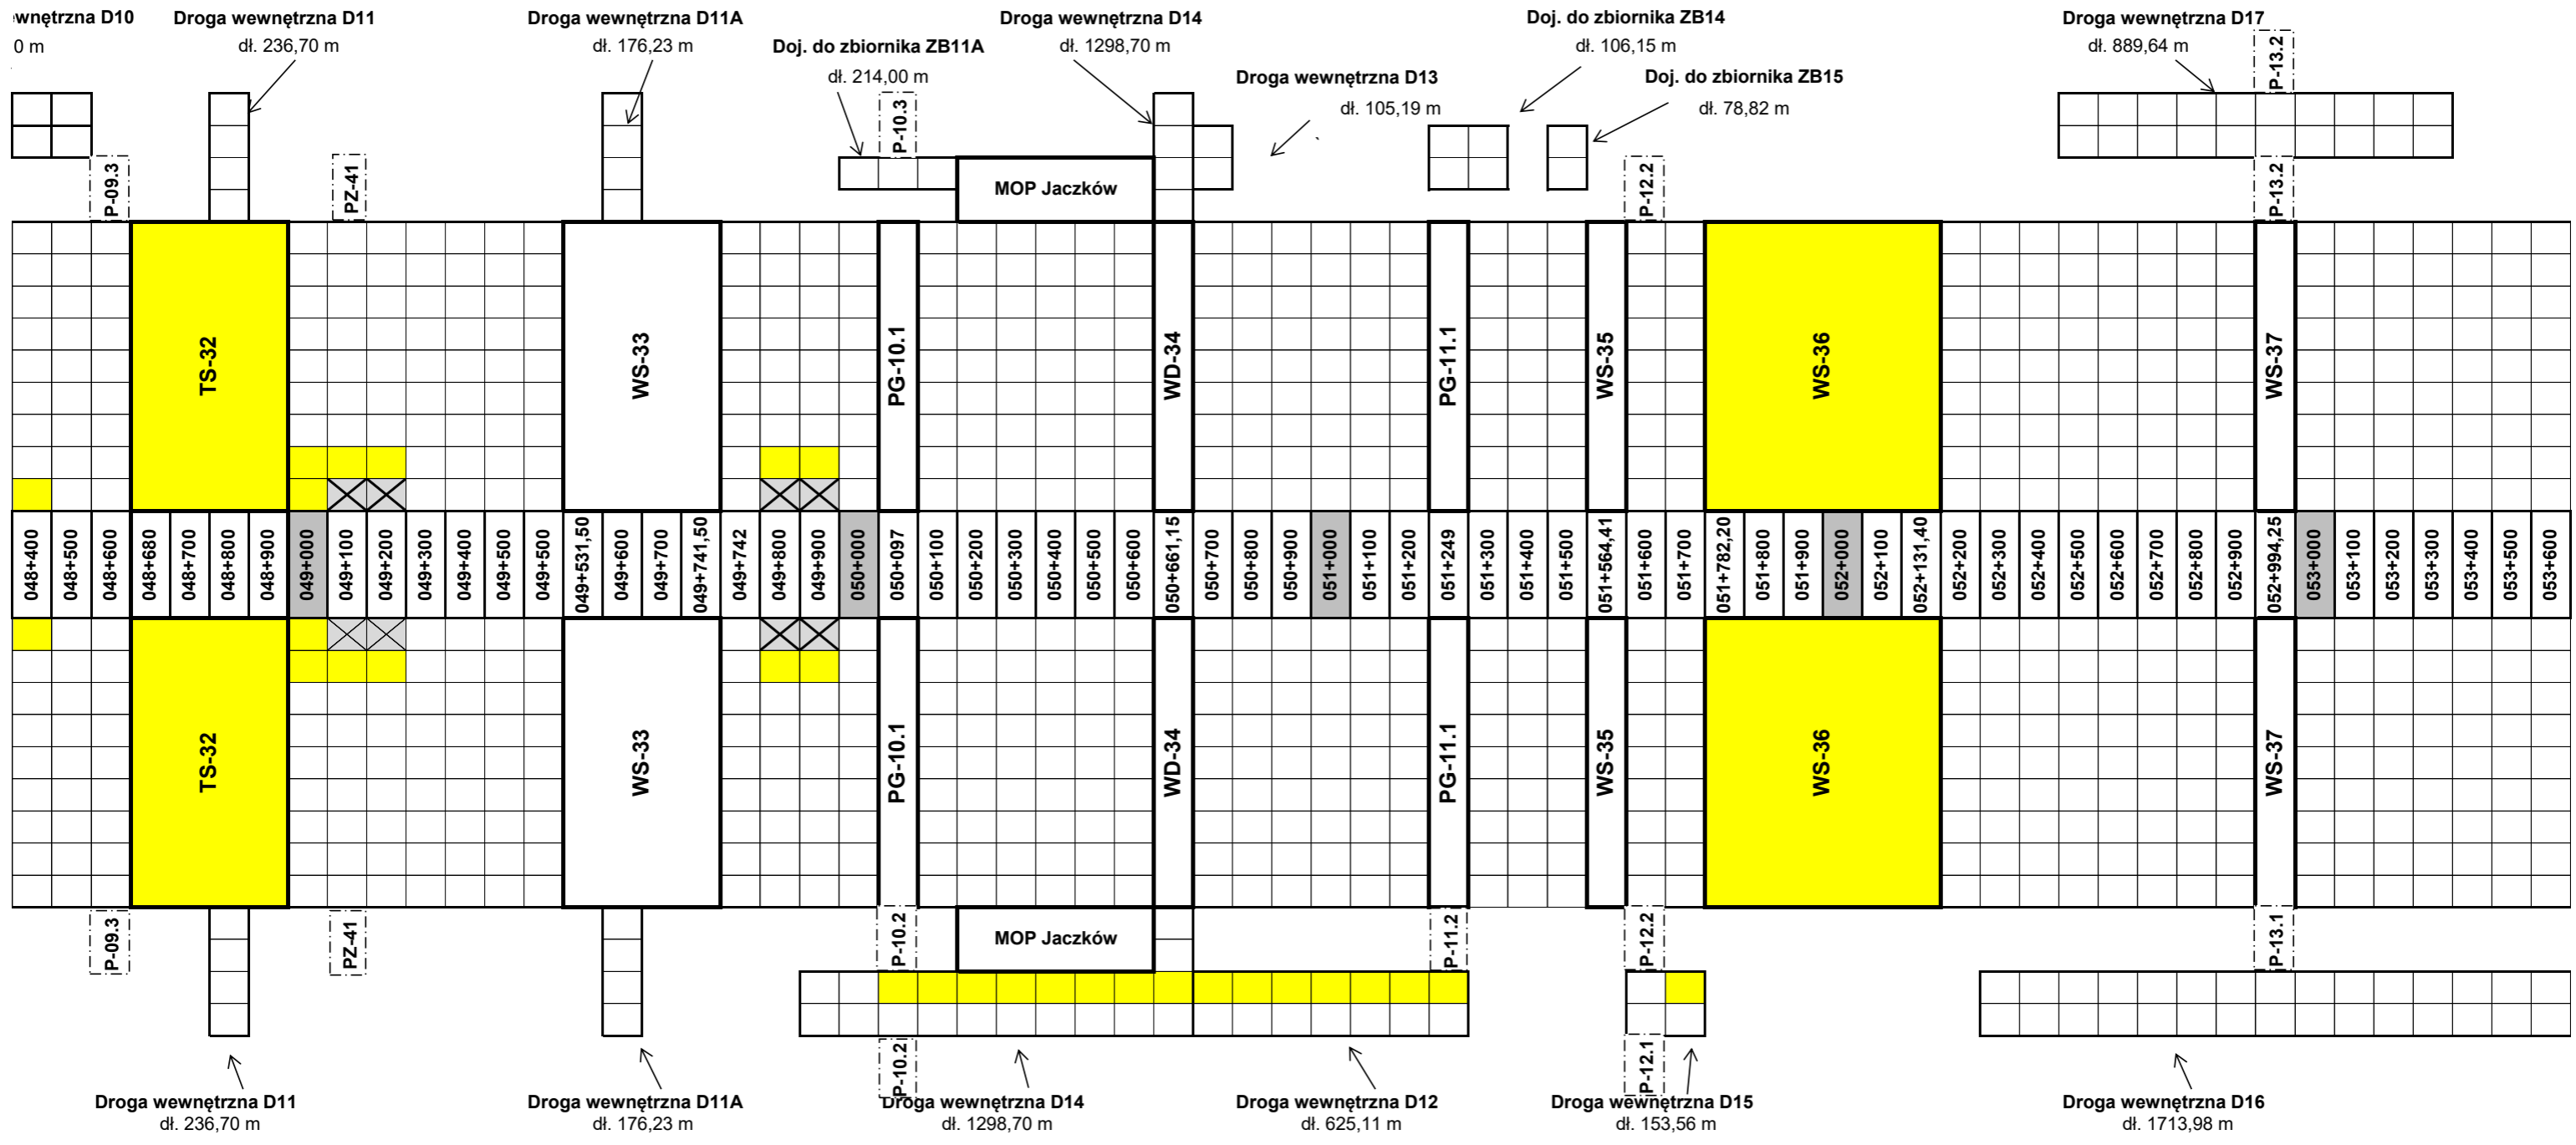 ewnętrzna D10
0 m
Droga wewnętrzna D11
dł. 236,70 m
Droga wewnętrzna D11A
dł. 176,23 m
Doj. do zbiornika ZB11A
dł. 214,00 m
Droga wewnętrzna D14
dł. 1298,70 m
Droga wewnętrzna D13
dł. 105,19 m
Doj. do zbiornika ZB14
dł. 106,15 m
Doj. do zbiornika ZB15
dł. 78,82 m
Droga wewnętrzna D17
dł. 889,64 m
P-13.2
P-10.3
P-09.3
PZ-41
MOP Jaczków
P-12.2
P-13.2
TS-32
WS-33
PG-10.1
WD-34
PG-11.1
WS-35
WS-36
WS-37
048+400
048+500
048+600
048+680
048+700
048+800
048+900
049+000
049+100
049+200
049+300
049+400
049+500
049+500
049+531,50
049+600
049+700
049+741,50
049+742
049+800
049+900
050+000
050+097
050+100
050+200
050+300
050+400
050+500
050+600
050+661,15
050+700
050+800
050+900
051+000
051+100
051+200
051+249
051+300
051+400
051+500
051+564,41
051+600
051+700
051+782,20
051+800
051+900
052+000
052+100
052+131,40
052+200
052+300
052+400
052+500
052+600
052+700
052+800
052+900
052+994,25
053+000
053+100
053+200
053+300
053+400
053+500
053+600
TS-32
WS-33
PG-10.1
WD-34
PG-11.1
WS-35
WS-36
WS-37
P-09.3
PZ-41
P-10.2
MOP Jaczków
P-11.2
P-12.2
P-13.1
P-10.2
P-12.1
Droga wewnętrzna D11
dł. 236,70 m
Droga wewnętrzna D11A
dł. 176,23 m
Droga wewnętrzna D14
dł. 1298,70 m
Droga wewnętrzna D12
dł. 625,11 m
Droga wewnętrzna D15
dł. 153,56 m
Droga wewnętrzna D16
dł. 1713,98 m